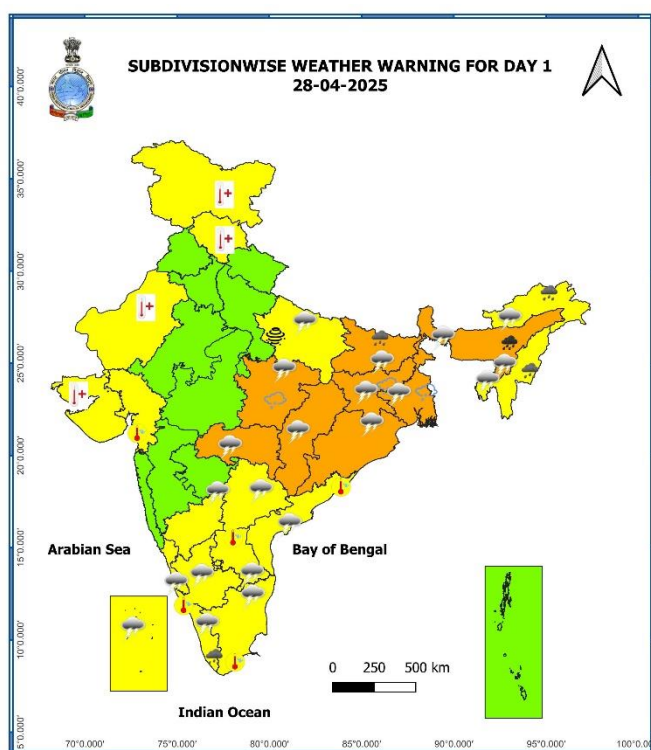 SUBDIVISIONWISE WEATHER WARNING FOR DAY 1
28-04-2025
40°0.000'
35°0.000'
30°0.000'
25°0.000'
20°0.000'
15°0.000'
10°0.000'
5°0.000'
Arabian Sea
Bay of Bengal
0 250 500 km
Indian Ocean
70°0.000' 75°0.000' 80°0.000' 85°0.000' 90°0.000' 95°0.000' 100°0.0